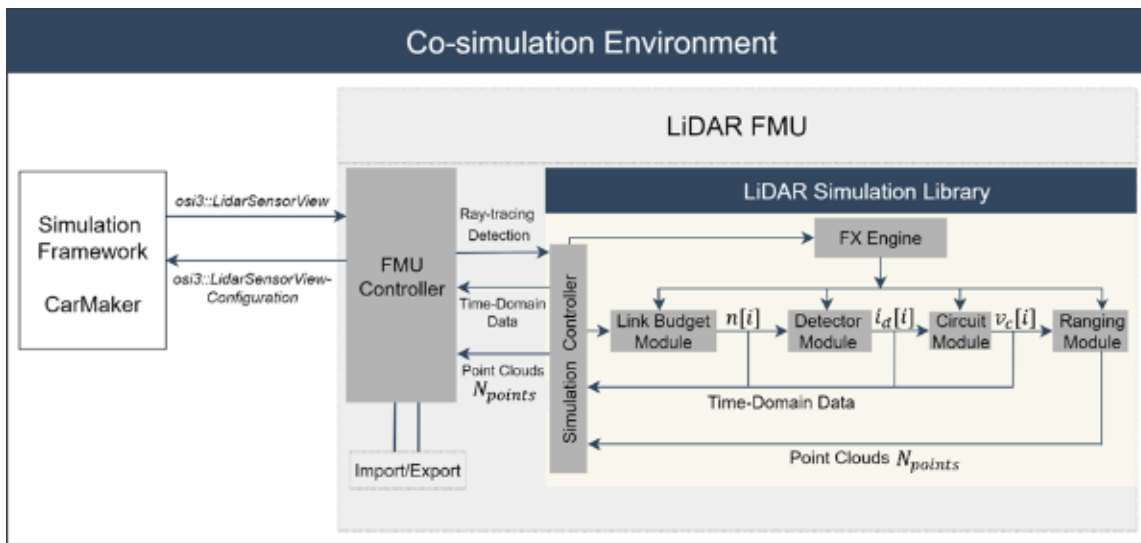 Co-simulation Environment
LiDAR FMU
LiDAR Simulation Library
Simulation
Framework
CarMaker
osi3::LidarSensorView
osi3::LidarSensorView-
Configuration
FMU
Controller
Import/Export
Ray-tracing
Detection
Time-Domain
Data
Point Clouds
N_points
Simulation Controller
FX Engine
Link Budget
Module
n[i]
Detector
Module
i_d[i]
Circuit
Module
v_c[i]
Ranging
Module
Time-Domain Data
Point Clouds N_points